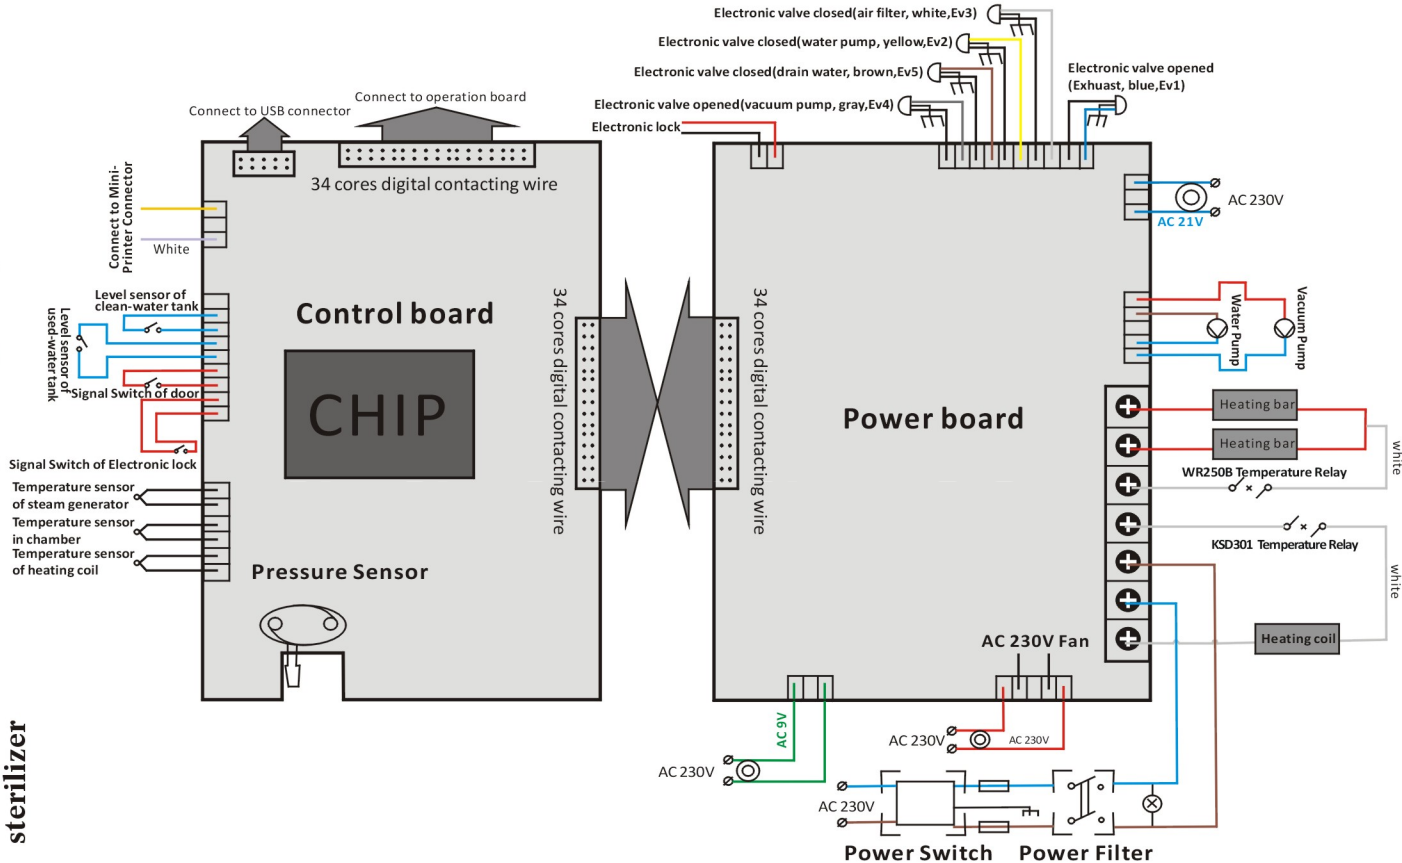 Electronic valve closed(air filter, white,Ev3)
Electronic valve closed(water pump, yellow,Ev2)
Electronic valve closed(drain water, brown,Ev5)
Electronic valve opened(vacuum pump, gray,Ev4)
Electronic lock
Electronic valve opened
(Exhuast, blue,Ev1)
Connect to USB connector
Connect to operation board
34 cores digital contacting wire
Connect to Mini-
Printer Connector
White
Level sensor of
clean-water tank
Level sensor of
used-water tank
Signal Switch of door
Signal Switch of Electronic lock
Temperature sensor
of steam generator
Temperature sensor
in chamber
Temperature sensor
of heating coil
Control board
CHIP
34 cores digital contacting wire
Pressure Sensor
34 cores digital contacting wire
Power board
AC 230V
AC 21V
Water Pump
Vacuum Pump
Heating bar
Heating bar
white
WR250B Temperature Relay
KSD301 Temperature Relay
white
Heating coil
AC 230V Fan
AC 9V
AC 230V
AC 230V
AC 230V
AC 230V
Power Switch
Power Filter
sterilizer